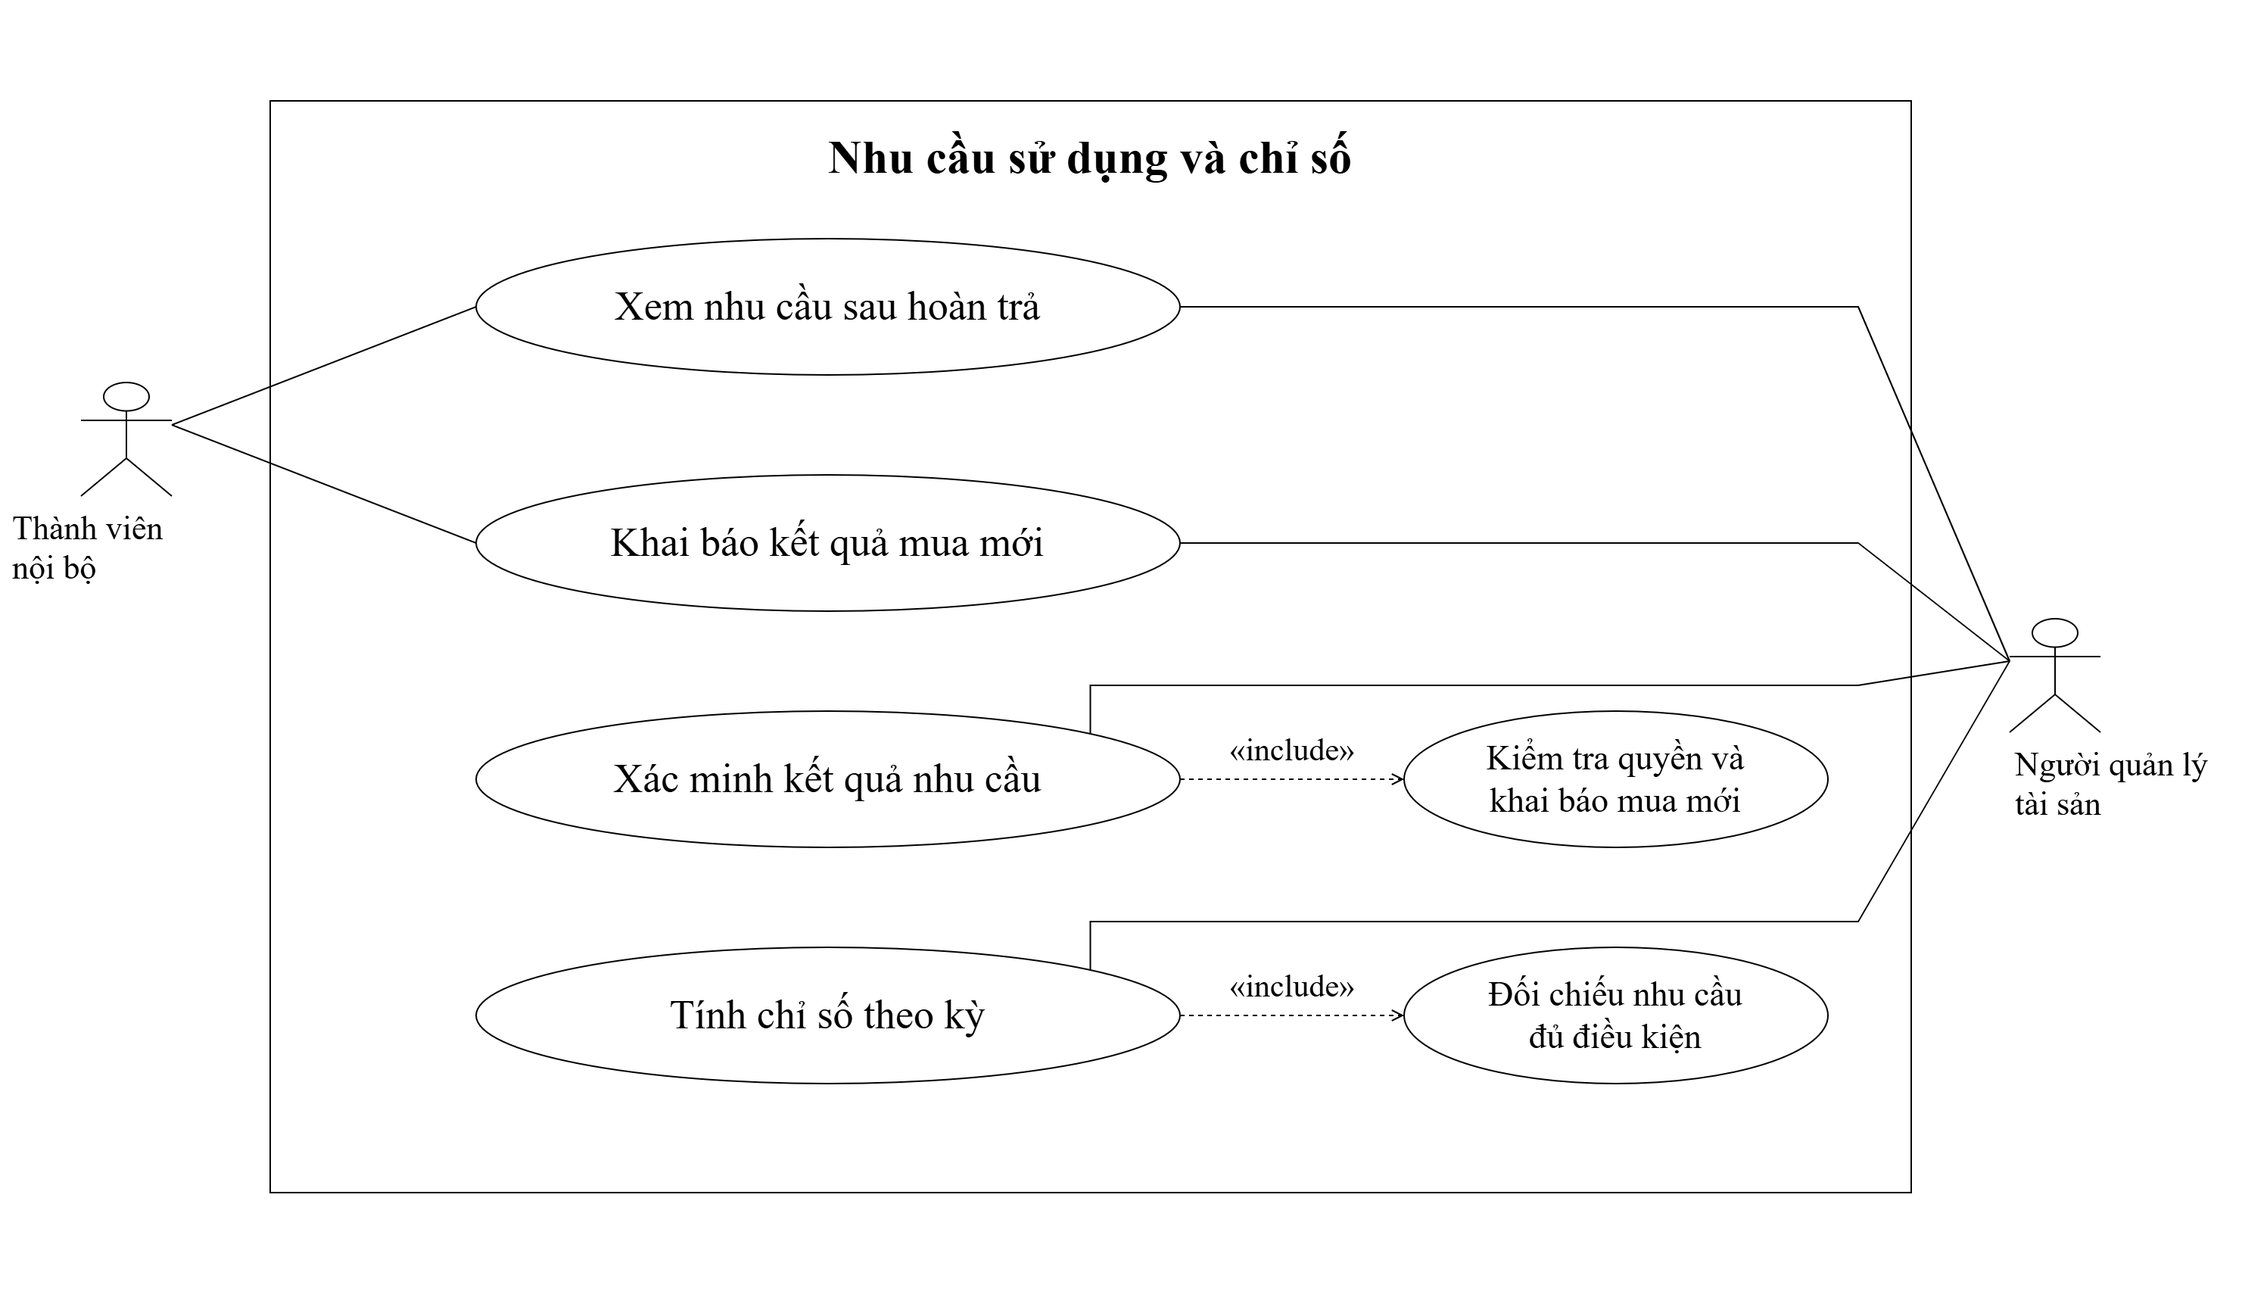 Nhu cầu sử dụng và chỉ số
Xem nhu cầu sau hoàn trả
Thành viên
nội bộ
Khai báo kết quả mua mới
Xác minh kết quả nhu cầu
«include»
Kiểm tra quyền và
khai báo mua mới
Người quản lý
tài sản
Tính chỉ số theo kỳ
«include»
Đối chiếu nhu cầu
đủ điều kiện